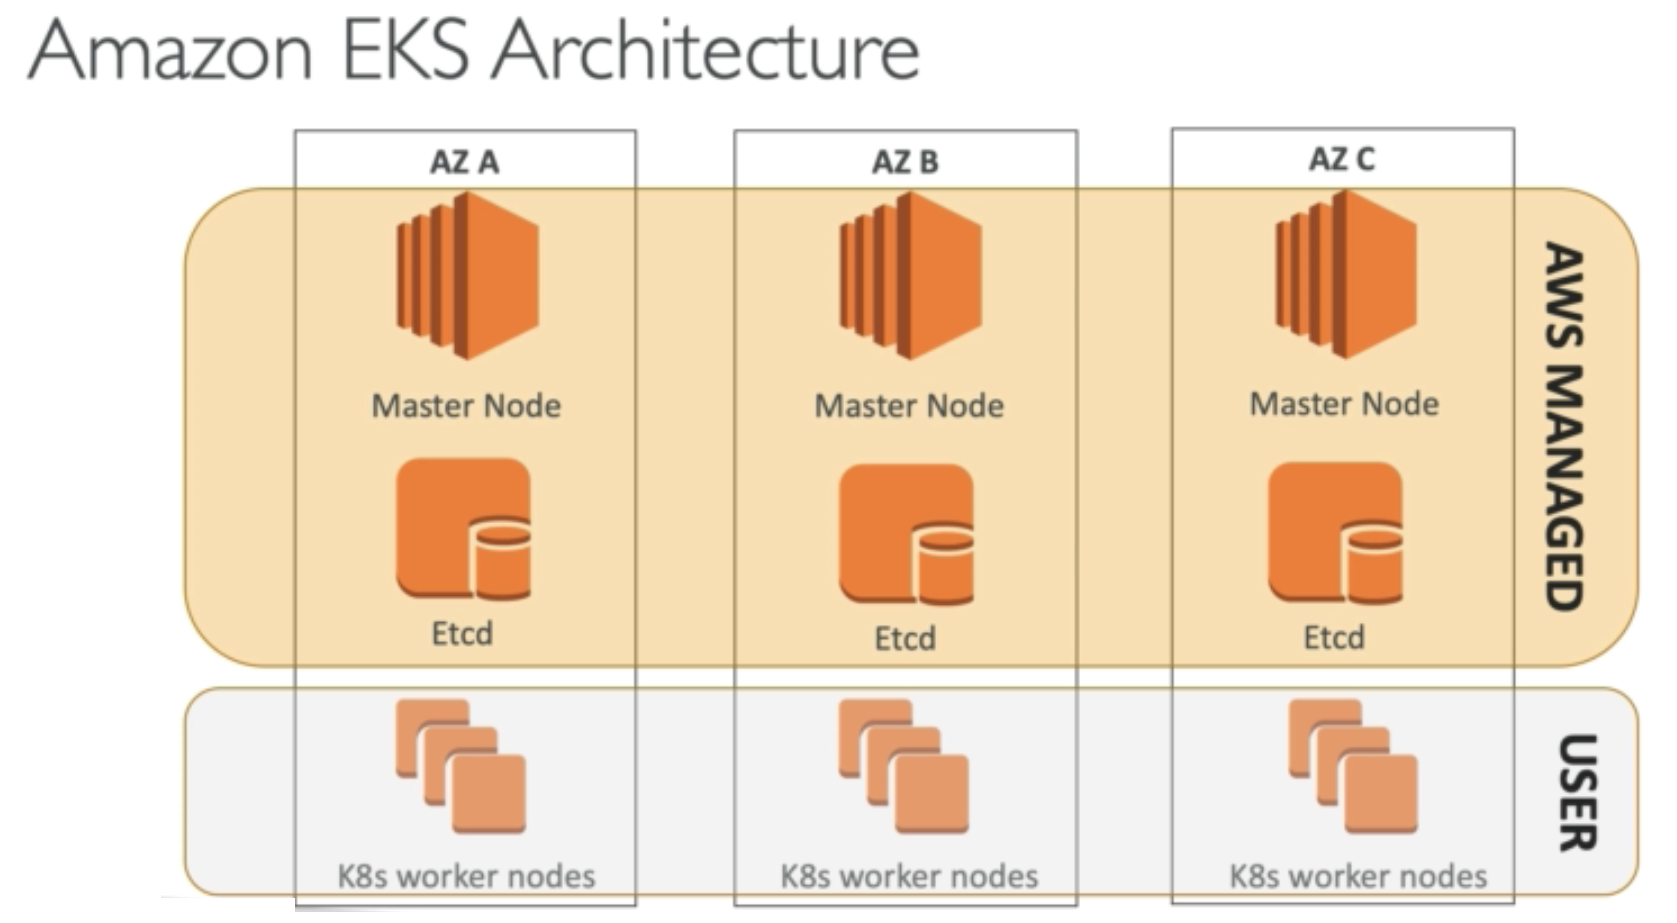 Amazon EKS Architecture
AZ A
AZ B
AZ C
Master Node
Master Node
Master Node
Etcd
Etcd
Etcd
AWS MANAGED
K8s worker nodes
K8s worker nodes
K8s worker nodes
USER